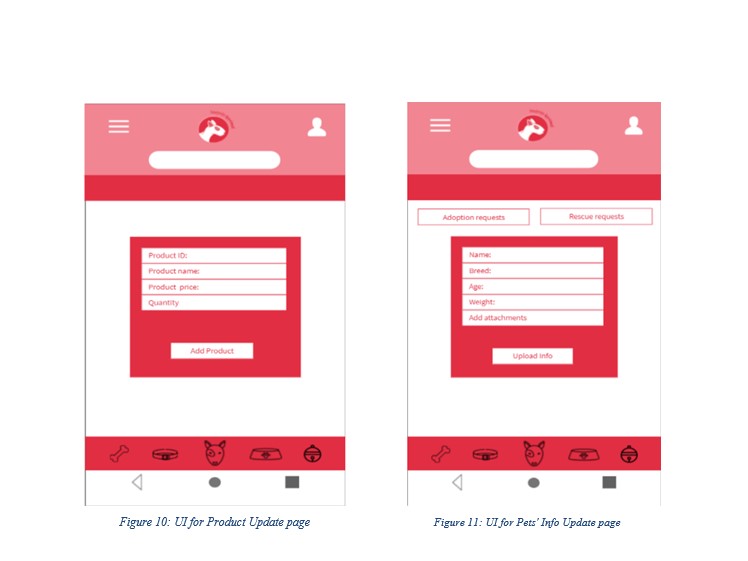 Product ID:
Product name:
Product price:
Quantity
Add Product
Figure 10: UI for Product Update page
Adoption requests
Rescue requests
Name:
Breed:
Age:
Weight:
Add attachments
Upload Info
Figure 11: UI for Pets' Info Update page